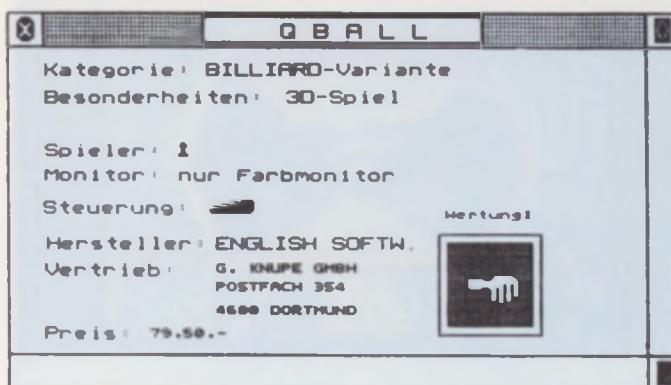 QBALL
Kategorie: BILLIARD-Variante
Besonderheiten: 3D-Spiel
Spieler:
Monitor: nur Farbmonitor
Steuerung:
Wertung!
Hersteller: ENGLISH SOFTW.
Vertrieb: G. KNUPE GMBH
POSTFACH 354
4600 DORTMUND
Preis: 79.50.-